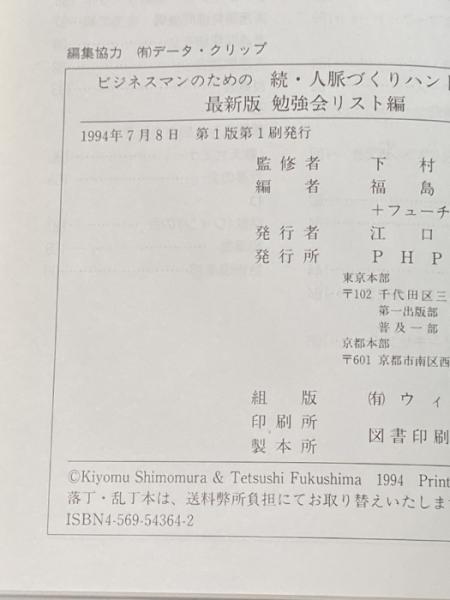 編集協力　㈲データ・クリップ
ビジネスマンのための　続・人脈づくりハンド
最新版　勉強会リスト編
1994年7月8日　第1版第1刷発行
監修者　下村
編者　福島
＋フューチ
発行者　江口
発行所　PHP
東京本部
〒102 千代田区三
第一出版部
普及一部
京都本部
〒601 京都市南区西
組版　㈲ウィ
印刷所
製本所　図書印刷
©Kiyomu Shimomura & Tetsushi Fukushima 1994 Print
落丁・乱丁本は、送料弊所負担にてお取り替えいたしま
ISBN4-569-54364-2